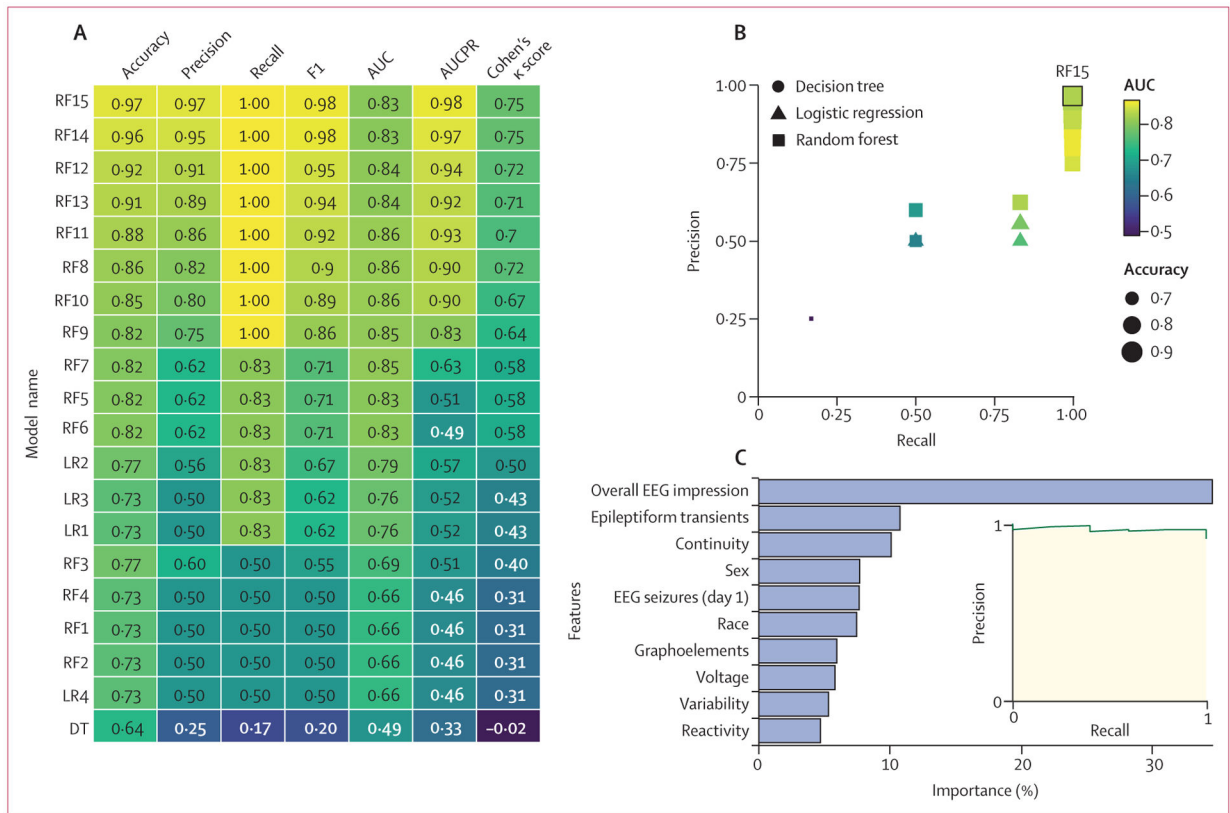 A
Accuracy Precision Recall F1 AUC AUCPR Cohen's κ score
Model name
RF15 0·97 0·97 1·00 0·98 0·83 0·98 0·75
RF14 0·96 0·95 1·00 0·98 0·83 0·97 0·75
RF12 0·92 0·91 1·00 0·95 0·84 0·94 0·72
RF13 0·91 0·89 1·00 0·94 0·84 0·92 0·71
RF11 0·88 0·86 1·00 0·92 0·86 0·93 0·7
RF8 0·86 0·82 1·00 0·9 0·86 0·90 0·72
RF10 0·85 0·80 1·00 0·89 0·86 0·90 0·67
RF9 0·82 0·75 1·00 0·86 0·85 0·83 0·64
RF7 0·82 0·62 0·83 0·71 0·85 0·63 0·58
RF5 0·82 0·62 0·83 0·71 0·83 0·51 0·58
RF6 0·82 0·62 0·83 0·71 0·83 0·49 0·58
LR2 0·77 0·56 0·83 0·67 0·79 0·57 0·50
LR3 0·73 0·50 0·83 0·62 0·76 0·52 0·43
LR1 0·73 0·50 0·83 0·62 0·76 0·52 0·43
RF3 0·77 0·60 0·50 0·55 0·69 0·51 0·40
RF4 0·73 0·50 0·50 0·50 0·66 0·46 0·31
RF1 0·73 0·50 0·50 0·50 0·66 0·46 0·31
RF2 0·73 0·50 0·50 0·50 0·66 0·46 0·31
LR4 0·73 0·50 0·50 0·50 0·66 0·46 0·31
DT 0·64 0·25 0·17 0·20 0·49 0·33 –0·02
B
RF15
Decision tree
Logistic regression
Random forest
Precision
1·00
0·75
0·50
0·25
0
0 0·25 0·50 0·75 1·00
Recall
AUC
0·8
0·7
0·6
0·5
Accuracy
0·7
0·8
0·9
C
Features
Overall EEG impression
Epileptiform transients
Continuity
Sex
EEG seizures (day 1)
Race
Graphoelements
Voltage
Variability
Reactivity
0 10 20 30
Importance (%)
Precision
1
0
0 1
Recall